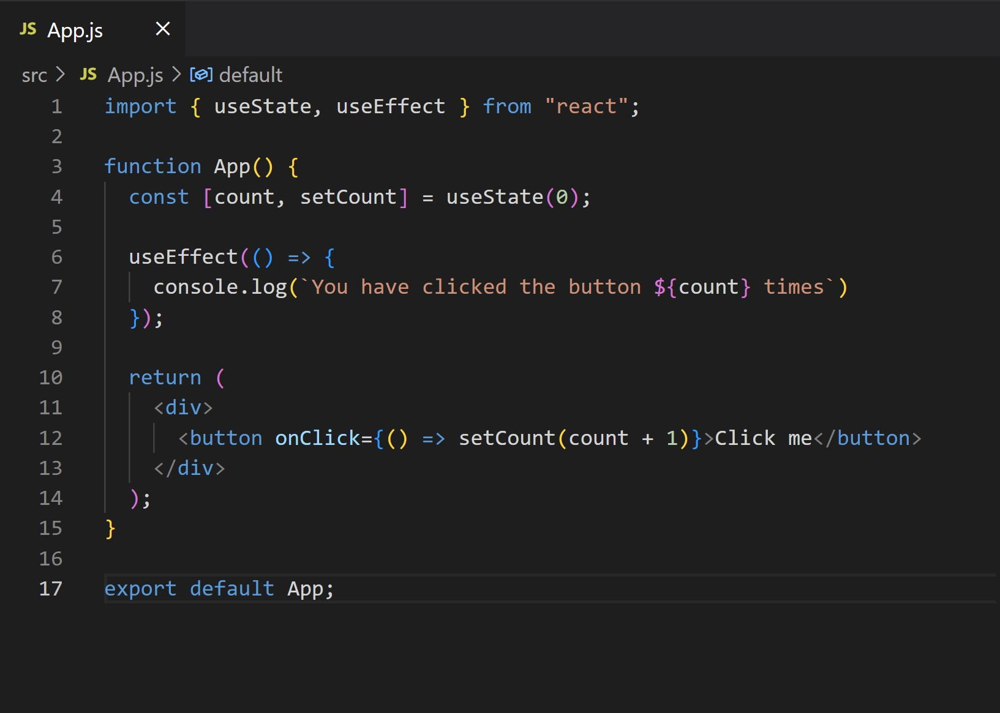 JS App.js ×
src > JS App.js > default
1 import { useState, useEffect } from "react";
2
3 function App() {
4   const [count, setCount] = useState(0);
5
6   useEffect(() => {
7     console.log(`You have clicked the button ${count} times`)
8   });
9
10   return (
11     <div>
12       <button onClick={() => setCount(count + 1)}>Click me</button>
13     </div>
14   );
15 }
16
17 export default App;